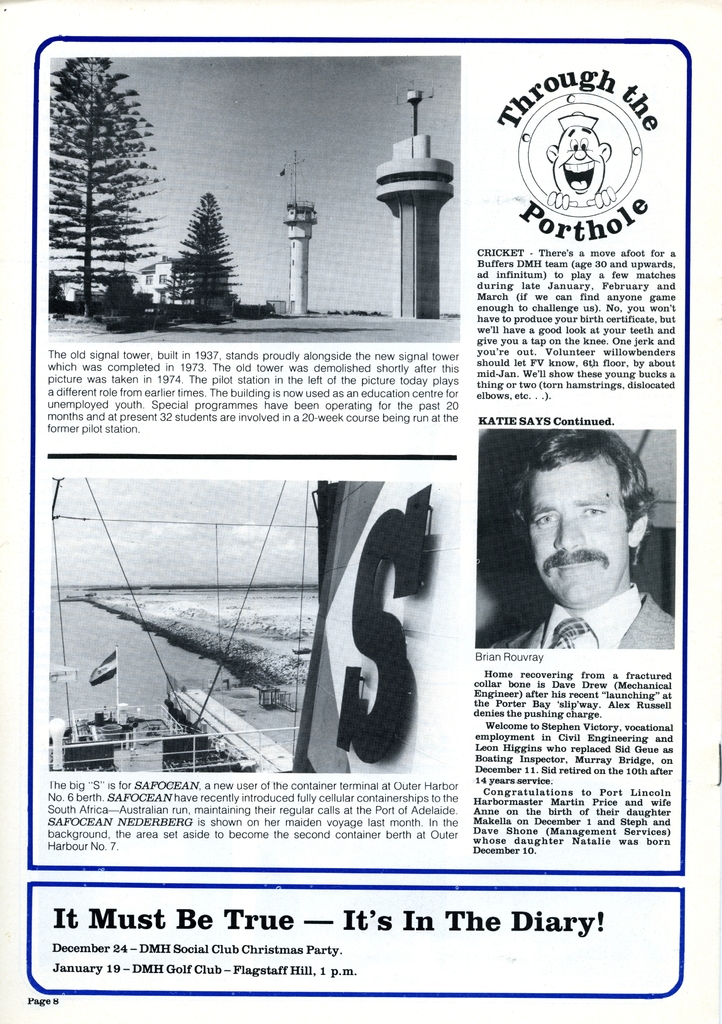 The old signal tower, built in 1937, stands proudly alongside the new signal tower
which was completed in 1973. The old tower was demolished shortly after this
picture was taken in 1974. The pilot station in the left of the picture today plays
a different role from earlier times. The building is now used as an education centre for
unemployed youth. Special programmes have been operating for the past 20
months and at present 32 students are involved in a 20-week course being run at the
former pilot station.
S
The big "S" is for SAFOCEAN, a new user of the container terminal at Outer Harbor
No. 6 berth. SAFOCEAN have recently introduced fully cellular containerships to the
South Africa—Australian run, maintaining their regular calls at the Port of Adelaide.
SAFOCEAN NEDERBERG is shown on her maiden voyage last month. In the
background, the area set aside to become the second container berth at Outer
Harbour No. 7.
Through the
Porthole
CRICKET - There's a move afoot for a
Buffers DMH team (age 30 and upwards,
ad infinitum) to play a few matches
during late January, February and
March (if we can find anyone game
enough to challenge us). No, you won't
have to produce your birth certificate, but
we'll have a good look at your teeth and
give you a tap on the knee. One jerk and
you're out. Volunteer willowbenders
should let FV know, 6th floor, by about
mid-Jan. We'll show these young bucks a
thing or two (torn hamstrings, dislocated
elbows, etc. . .).
KATIE SAYS Continued.
Brian Rouvray
Home recovering from a fractured
collar bone is Dave Drew (Mechanical
Engineer) after his recent "launching" at
the Porter Bay 'slip'way. Alex Russell
denies the pushing charge.
Welcome to Stephen Victory, vocational
employment in Civil Engineering and
Leon Higgins who replaced Sid Geue as
Boating Inspector, Murray Bridge, on
December 11. Sid retired on the 10th after
14 years service.
Congratulations to Port Lincoln
Harbormaster Martin Price and wife
Anne on the birth of their daughter
Makella on December 1 and Steph and
Dave Shone (Management Services)
whose daughter Natalie was born
December 10.
It Must Be True — It's In The Diary!
December 24 – DMH Social Club Christmas Party.
January 19 – DMH Golf Club – Flagstaff Hill, 1 p.m.
Page 8